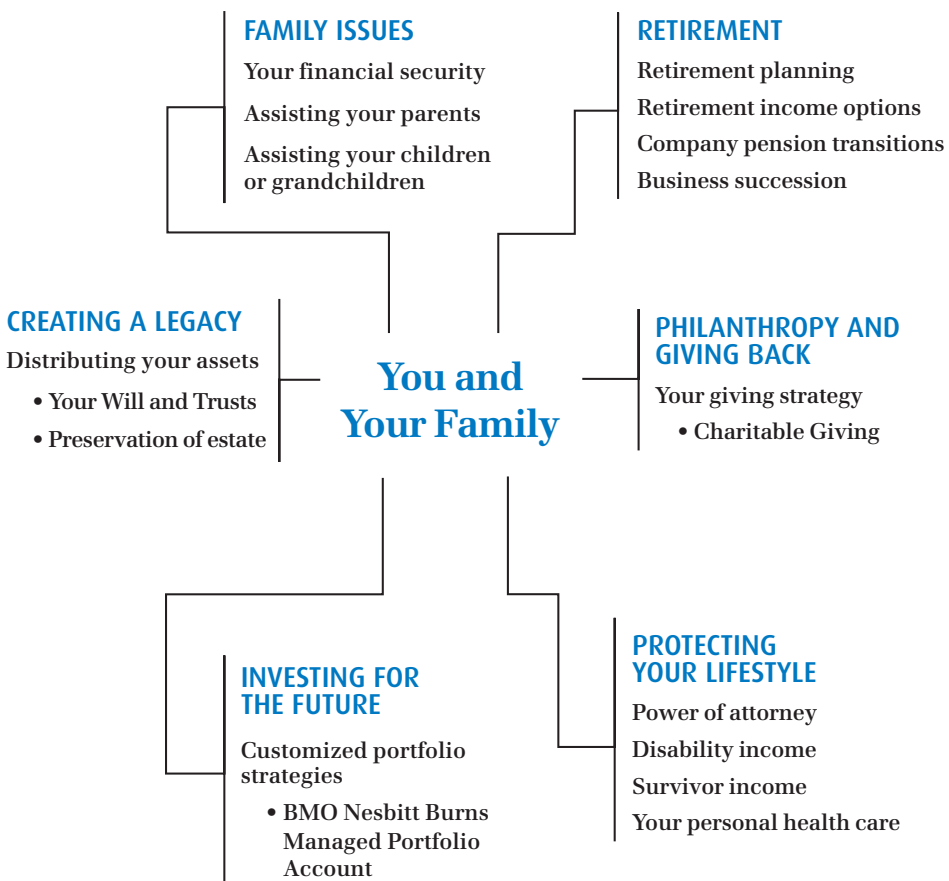 FAMILY ISSUES
Your financial security
Assisting your parents
Assisting your children
or grandchildren
RETIREMENT
Retirement planning
Retirement income options
Company pension transitions
Business succession
CREATING A LEGACY
Distributing your assets
• Your Will and Trusts
• Preservation of estate
You and
Your Family
PHILANTHROPY AND
GIVING BACK
Your giving strategy
• Charitable Giving
INVESTING FOR
THE FUTURE
Customized portfolio
strategies
• BMO Nesbitt Burns
Managed Portfolio
Account
PROTECTING
YOUR LIFESTYLE
Power of attorney
Disability income
Survivor income
Your personal health care